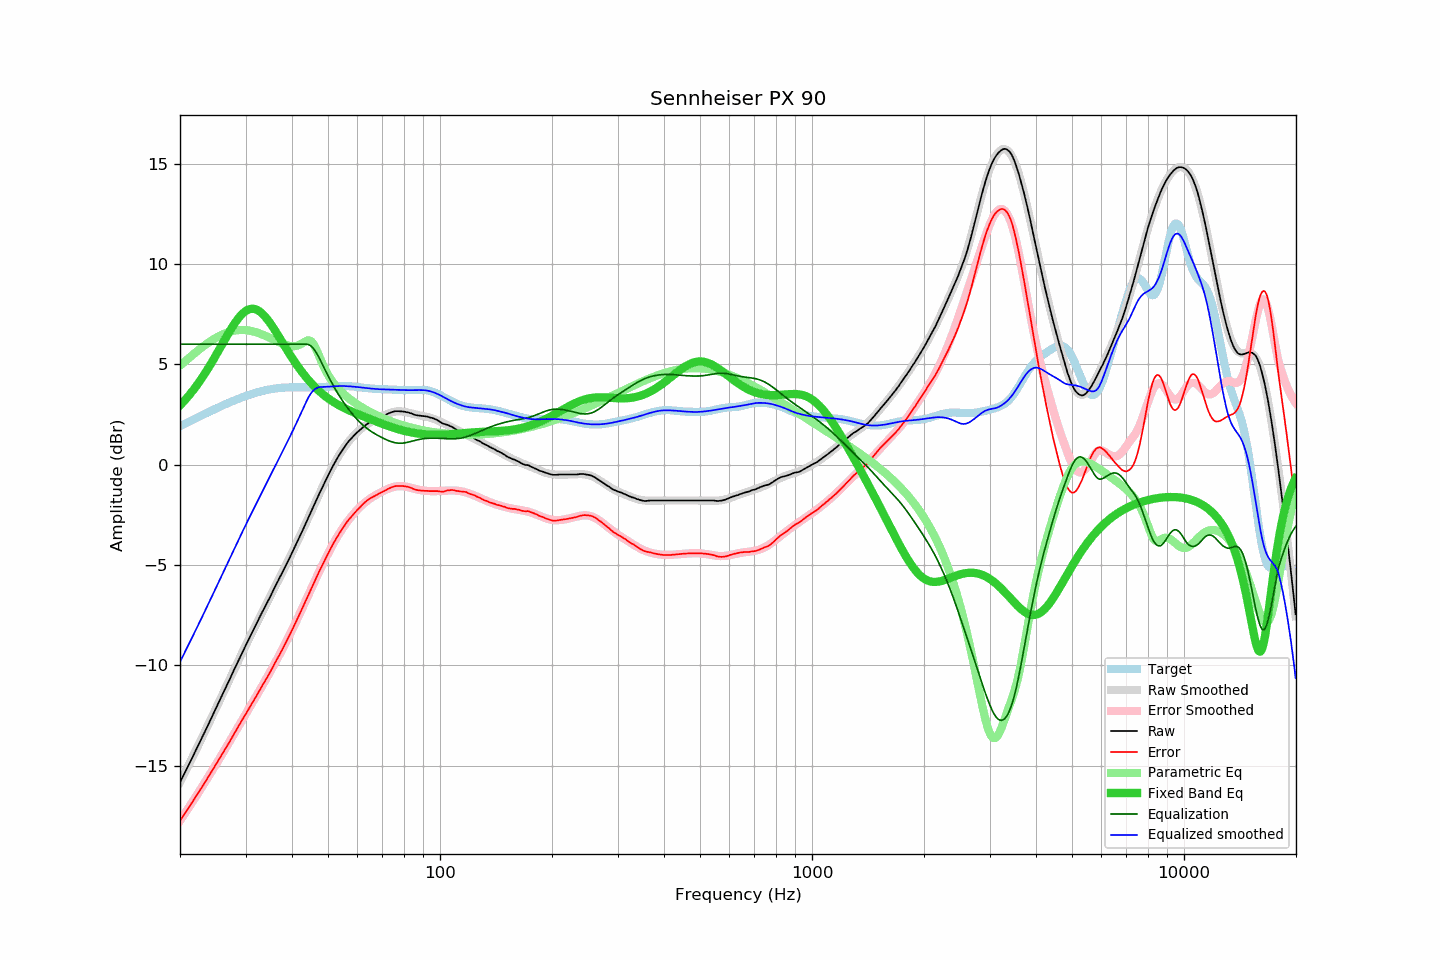 Sennheiser PX 90
15
10
5
0
−5
−10
−15
Amplitude (dBr)
100
1000
10000
Frequency (Hz)
Target
Raw Smoothed
Error Smoothed
Raw
Error
Parametric Eq
Fixed Band Eq
Equalization
Equalized smoothed